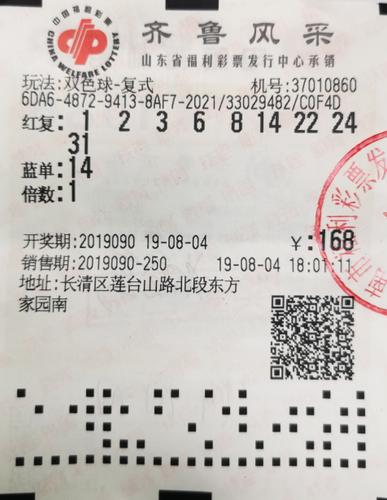 中国福利彩票
CHINA WELFARE LOTTERY
齐鲁风采
山东省福利彩票发行中心承销
玩法:双色球-复式 机号:37010860
6DA6-4872-9413-8AF7-2021/33029482/C0F4D
红复: 1 2 3 6 8 14 22 24
31
蓝单:14
倍数:1
开奖期:2019090 19-08-04 ¥:168
销售期:2019090-250 19-08-04 18:01:11
地址:长清区莲台山路北段东方
家园南
福利彩票发